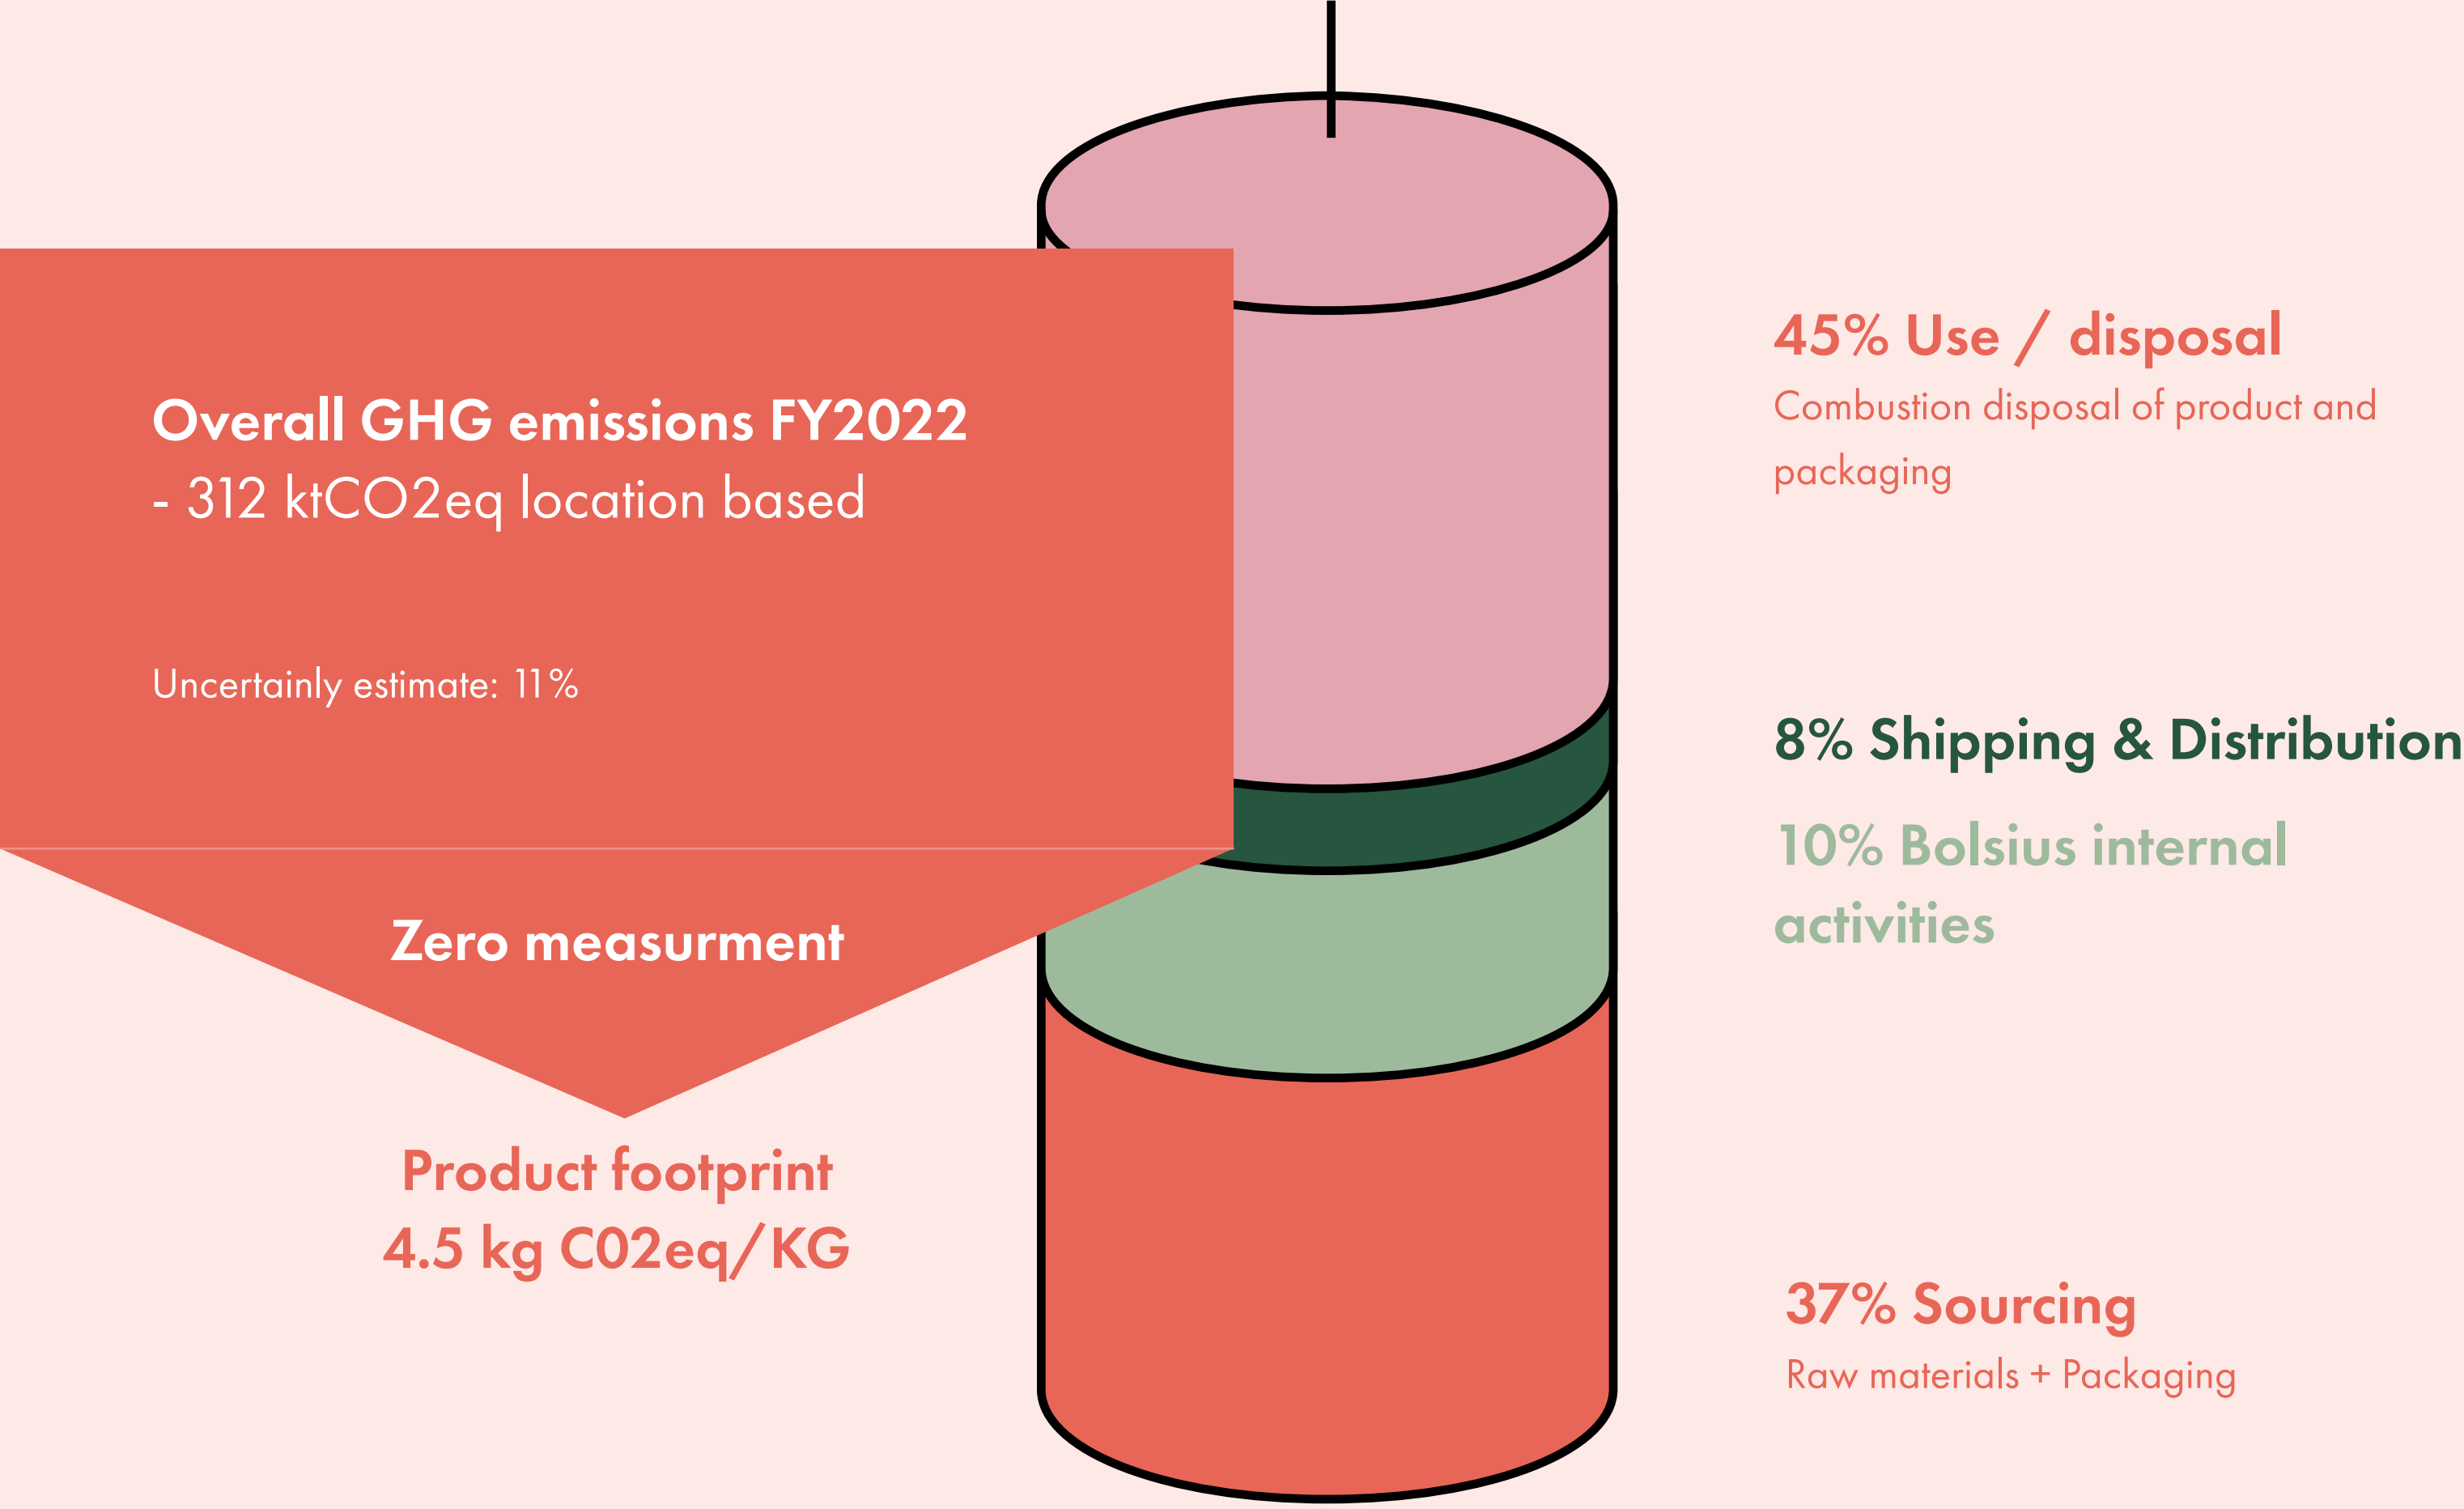 Overall GHG emissions FY2022
- 312 ktCO2eq location based
Uncertainly estimate: 11%
Zero measurment
Product footprint
4.5 kg C02eq/KG
45% Use / disposal
Combustion disposal of product and
packaging
8% Shipping & Distribution
10% Bolsius internal
activities
37% Sourcing
Raw materials + Packaging